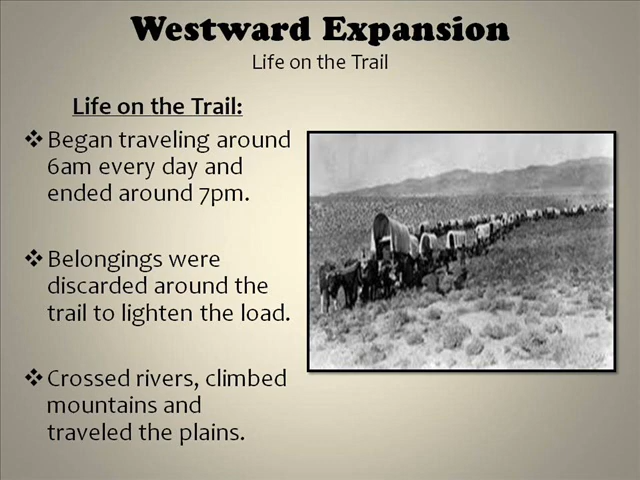 Westward Expansion
Life on the Trail
Life on the Trail:
❖Began traveling around
6am every day and
ended around 7pm.
❖Belongings were
discarded around the
trail to lighten the load.
❖Crossed rivers, climbed
mountains and
traveled the plains.